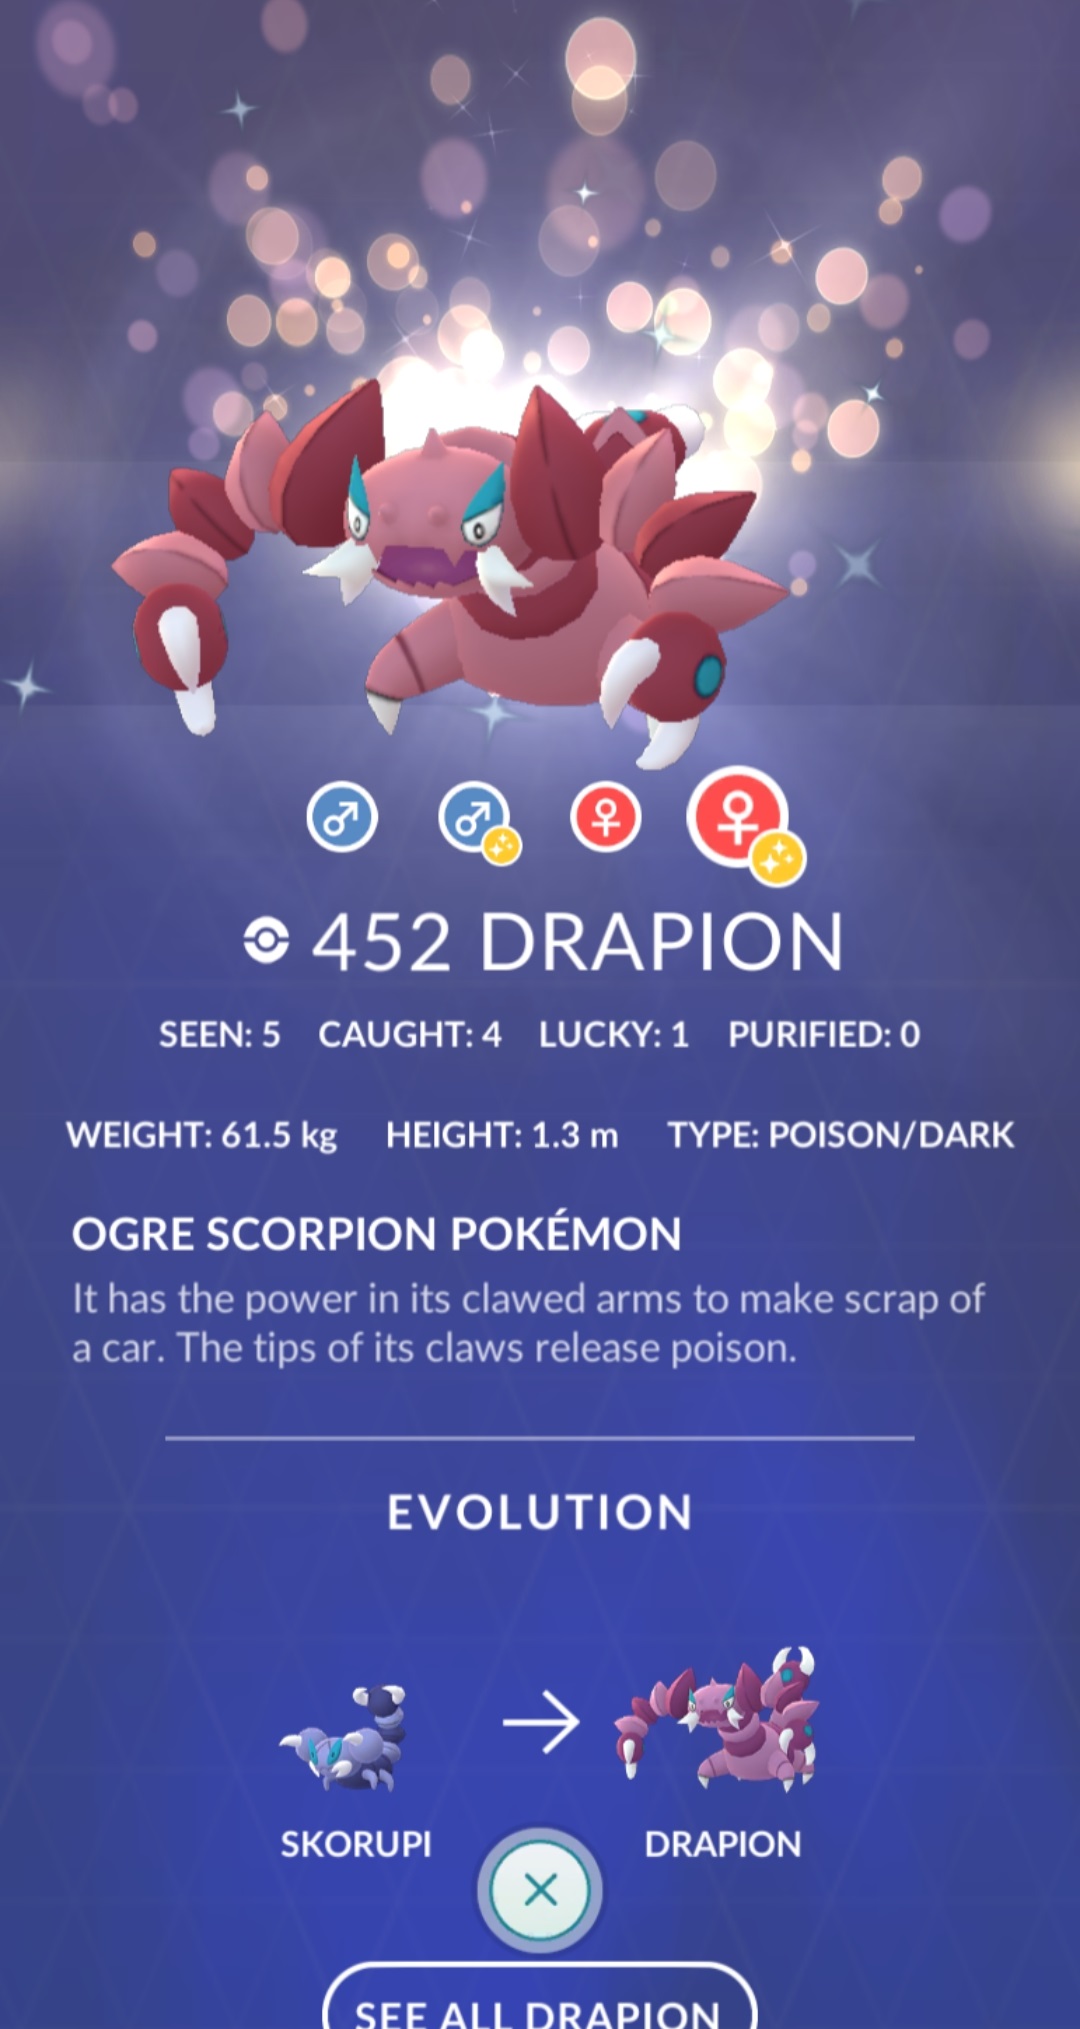 452 DRAPION
SEEN: 5 CAUGHT: 4 LUCKY: 1 PURIFIED: 0
WEIGHT: 61.5 kg HEIGHT: 1.3 m TYPE: POISON/DARK
OGRE SCORPION POKÉMON
It has the power in its clawed arms to make scrap of
a car. The tips of its claws release poison.
EVOLUTION
SKORUPI DRAPION
SEE ALL DRAPION